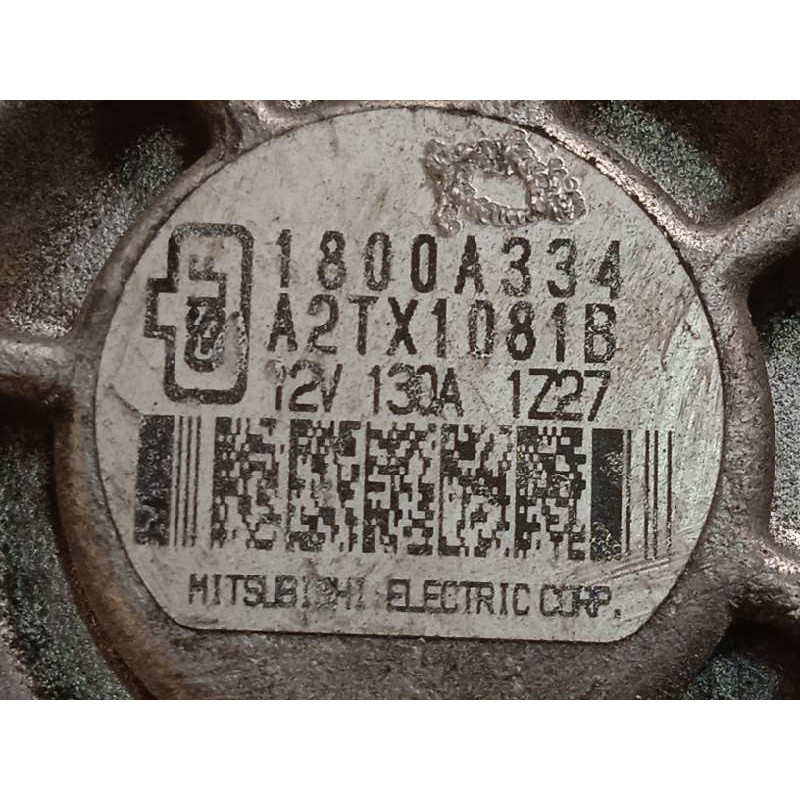 1800A334
A2TX1081B
12V 130A 1Z27
MITSUBISHI ELECTRIC CORP.